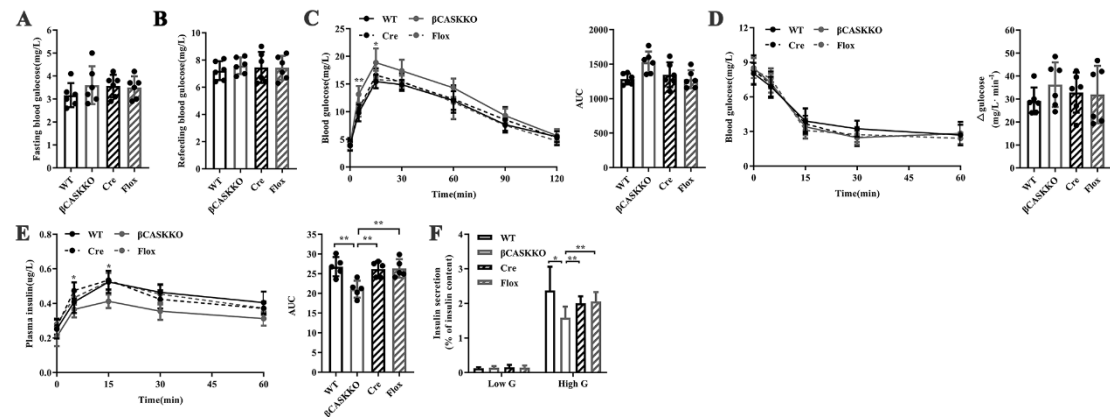 A
Fasting blood gulocose(mg/L)
6
5
4
3
2
1
0
WT
βCASKKO
Cre
Flox
B
Refeeding blood gulocose(mg/L)
10
8
6
4
2
0
WT
βCASKKO
Cre
Flox
C
WT
βCASKKO
Cre
Flox
Blood gulocose(mg/L)
25
20
15
10
5
0
**
*
0
30
60
90
120
Time(min)
AUC
2000
1500
1000
500
0
WT
βCASKKO
Cre
Flox
D
WT
βCASKKO
Cre
Flox
Blood gulocose(mg/L)
12
9
6
3
0
0
15
30
45
60
Time(min)
△gulocose
(mg/L· min⁻¹)
60
50
40
30
20
10
0
WT
βCASKKO
Cre
Flox
E
WT
βCASKKO
Cre
Flox
Plasma insulin(ug/L)
0.8
0.6
0.4
0.2
0.0
*
*
0
15
30
45
60
Time(min)
AUC
35
30
25
20
15
10
5
0
**
**
**
WT
βCASKKO
Cre
Flox
F
WT
βCASKKO
Cre
Flox
Insulin secretion
(% of insulin content)
4
3
2
1
0
**
*
**
Low G
High G